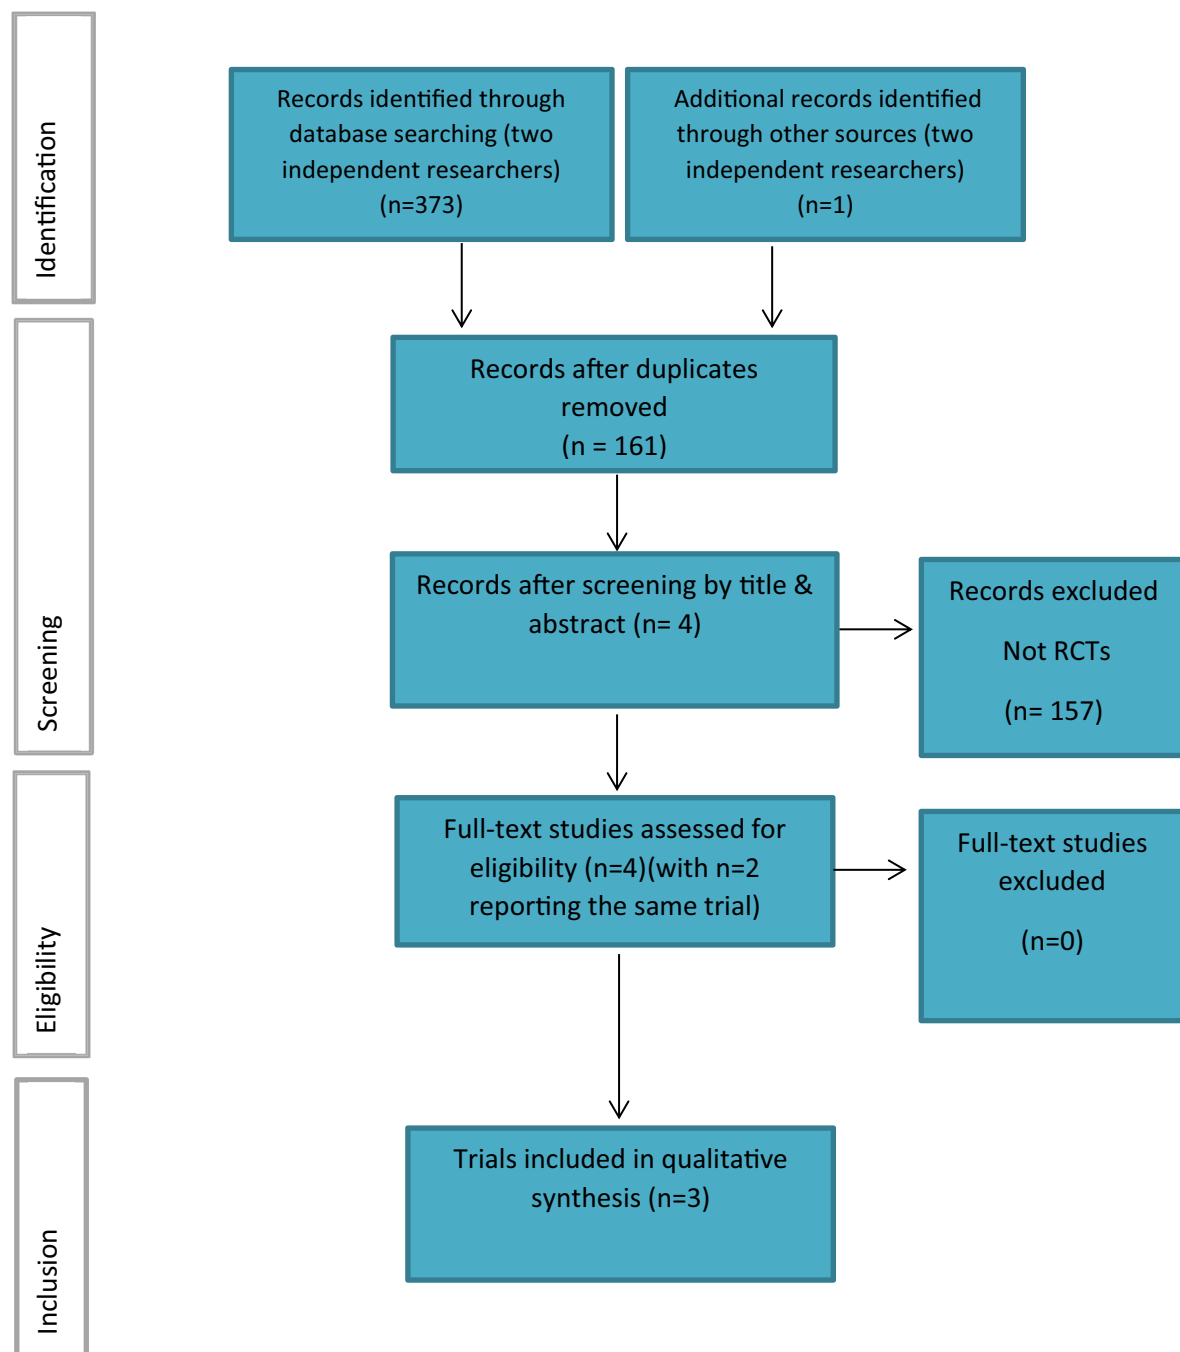 Identification
Records identified through
database searching (two
independent researchers)
(n=373)
Additional records identified
through other sources (two
independent researchers)
(n=1)
Screening
Records after duplicates
removed
(n = 161)
Records after screening by title &
abstract (n= 4)
Records excluded
Not RCTs
(n= 157)
Eligibility
Full-text studies assessed for
eligibility (n=4)(with n=2
reporting the same trial)
Full-text studies
excluded
(n=0)
Inclusion
Trials included in qualitative
synthesis (n=3)